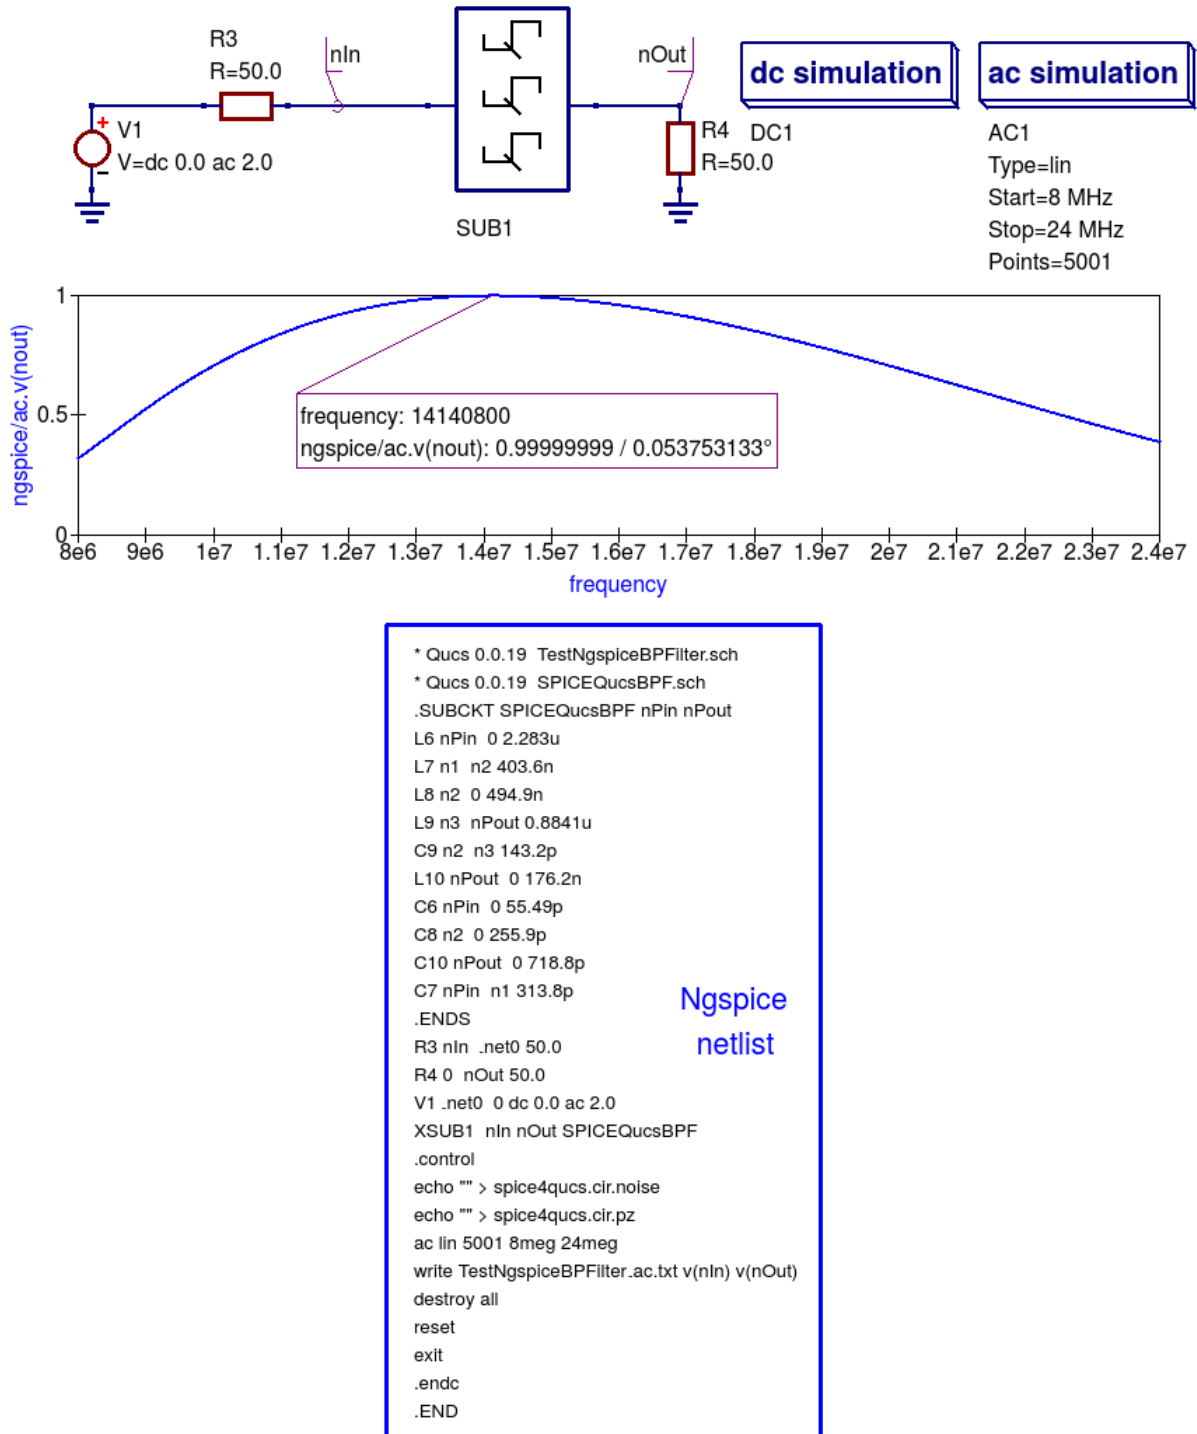 R3
R=50.0
nIn
nOut
dc simulation
ac simulation
+
V1
V=dc 0.0 ac 2.0
R4
R=50.0
DC1
AC1
Type=lin
Start=8 MHz
Stop=24 MHz
Points=5001
SUB1
ngspice/ac.v(nout)
1
0.5
0
frequency: 14140800
ngspice/ac.v(nout): 0.99999999 / 0.053753133°
8e6 9e6 1e7 1.1e7 1.2e7 1.3e7 1.4e7 1.5e7 1.6e7 1.7e7 1.8e7 1.9e7 2e7 2.1e7 2.2e7 2.3e7 2.4e7
frequency
* Qucs 0.0.19 TestNgspiceBPFilter.sch
* Qucs 0.0.19 SPICEQucsBPF.sch
.SUBCKT SPICEQucsBPF nPin nPout
L6 nPin 0 2.283u
L7 n1 n2 403.6n
L8 n2 0 494.9n
L9 n3 nPout 0.8841u
C9 n2 n3 143.2p
L10 nPout 0 176.2n
C6 nPin 0 55.49p
C8 n2 0 255.9p
C10 nPout 0 718.8p
C7 nPin n1 313.8p
.ENDS
R3 nIn _net0 50.0
R4 0 nOut 50.0
V1 _net0 0 dc 0.0 ac 2.0
XSUB1 nIn nOut SPICEQucsBPF
.control
echo "" > spice4qucs.cir.noise
echo "" > spice4qucs.cir.pz
ac lin 5001 8meg 24meg
write TestNgspiceBPFilter_ac.txt v(nIn) v(nOut)
destroy all
reset
exit
.endc
.END
Ngspice
netlist